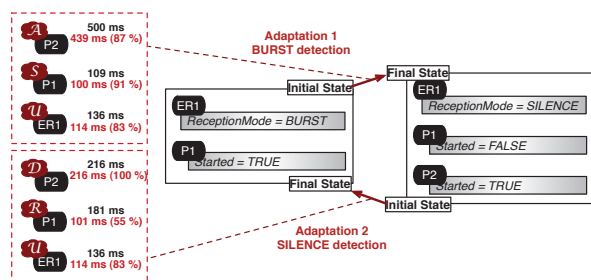 A
P2
500 ms
439 ms (87 %)
S
P1
109 ms
100 ms (91 %)
U
ER1
136 ms
114 ms (83 %)
D
P2
216 ms
216 ms (100 %)
R
P1
181 ms
101 ms (55 %)
U
ER1
136 ms
114 ms (83 %)
Adaptation 1
BURST detection
Initial State
ER1
ReceptionMode = BURST
P1
Started = TRUE
Final State
Adaptation 2
SILENCE detection
Final State
ER1
ReceptionMode = SILENCE
P1
Started = FALSE
P2
Started = TRUE
Initial State